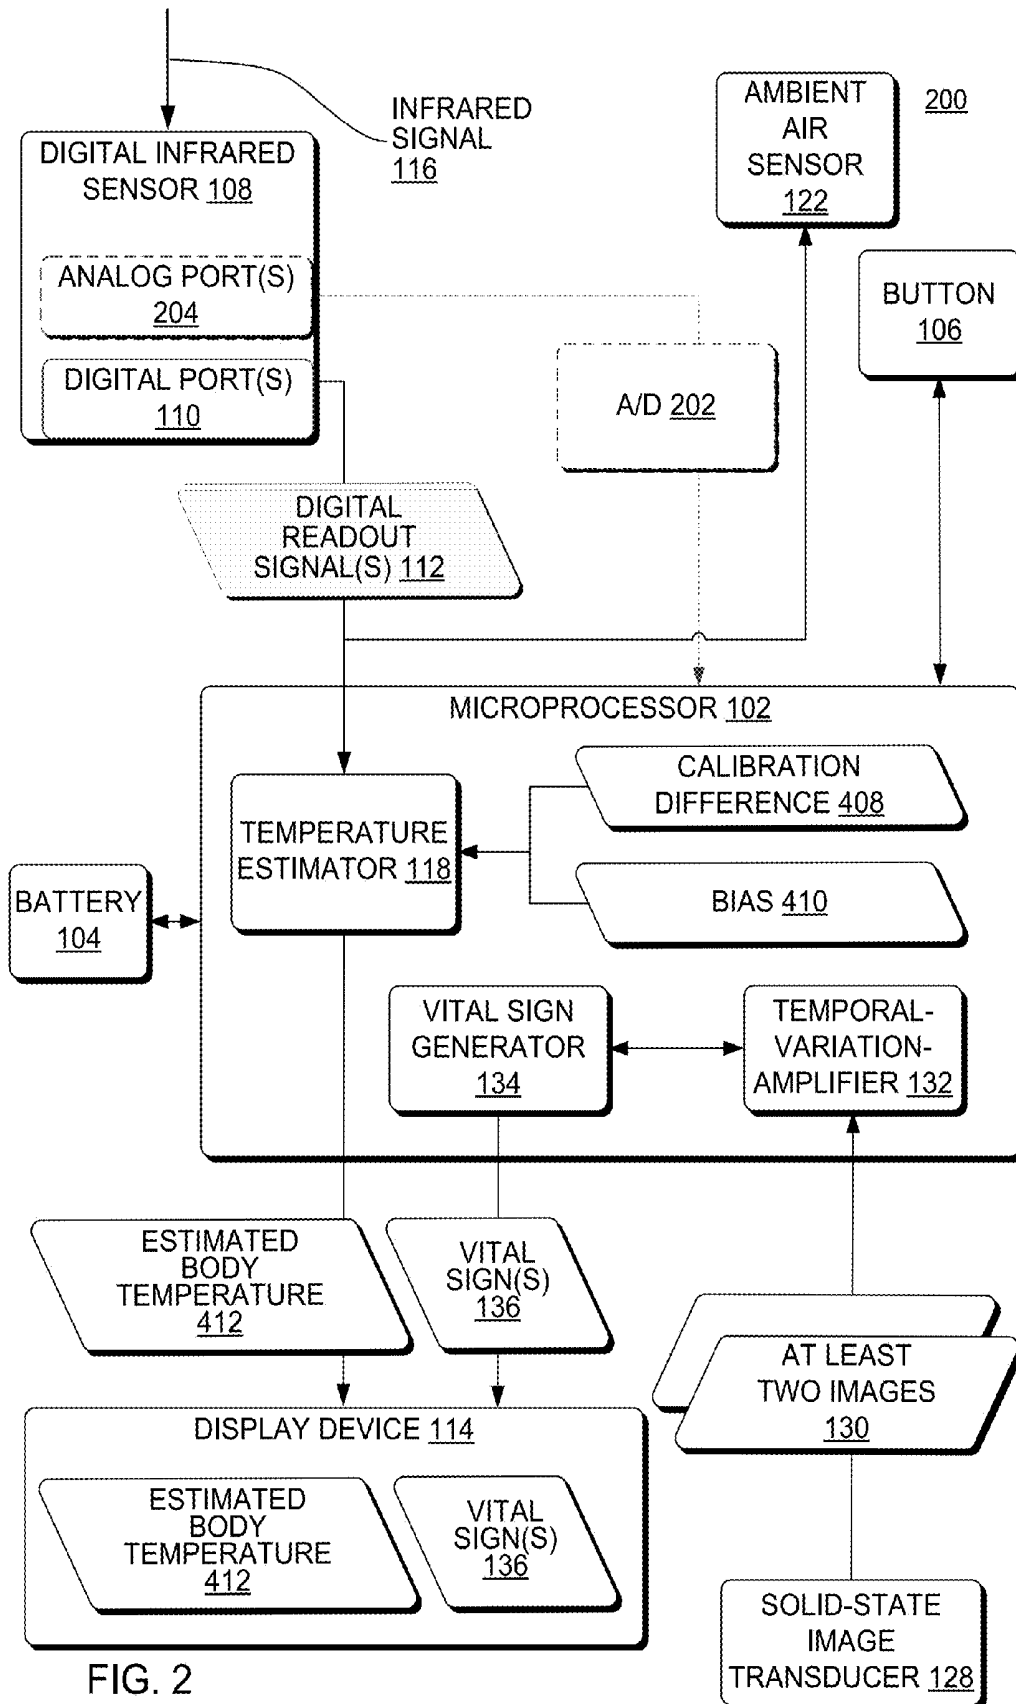 INFRARED
SIGNAL
116
AMBIENT
AIR
SENSOR
122
200
DIGITAL INFRARED
SENSOR 108
ANALOG PORT(S)
204
DIGITAL PORT(S)
110
BUTTON
106
A/D 202
DIGITAL
READOUT
SIGNAL(S) 112
MICROPROCESSOR 102
CALIBRATION
DIFFERENCE 408
TEMPERATURE
ESTIMATOR 118
BIAS 410
BATTERY
104
VITAL SIGN
GENERATOR
134
TEMPORAL-
VARIATION-
AMPLIFIER 132
ESTIMATED
BODY
TEMPERATURE
412
VITAL
SIGN(S)
136
AT LEAST
TWO IMAGES
130
DISPLAY DEVICE 114
ESTIMATED
BODY
TEMPERATURE
412
VITAL
SIGN(S)
136
SOLID-STATE
IMAGE
TRANSDUCER 128
FIG. 2